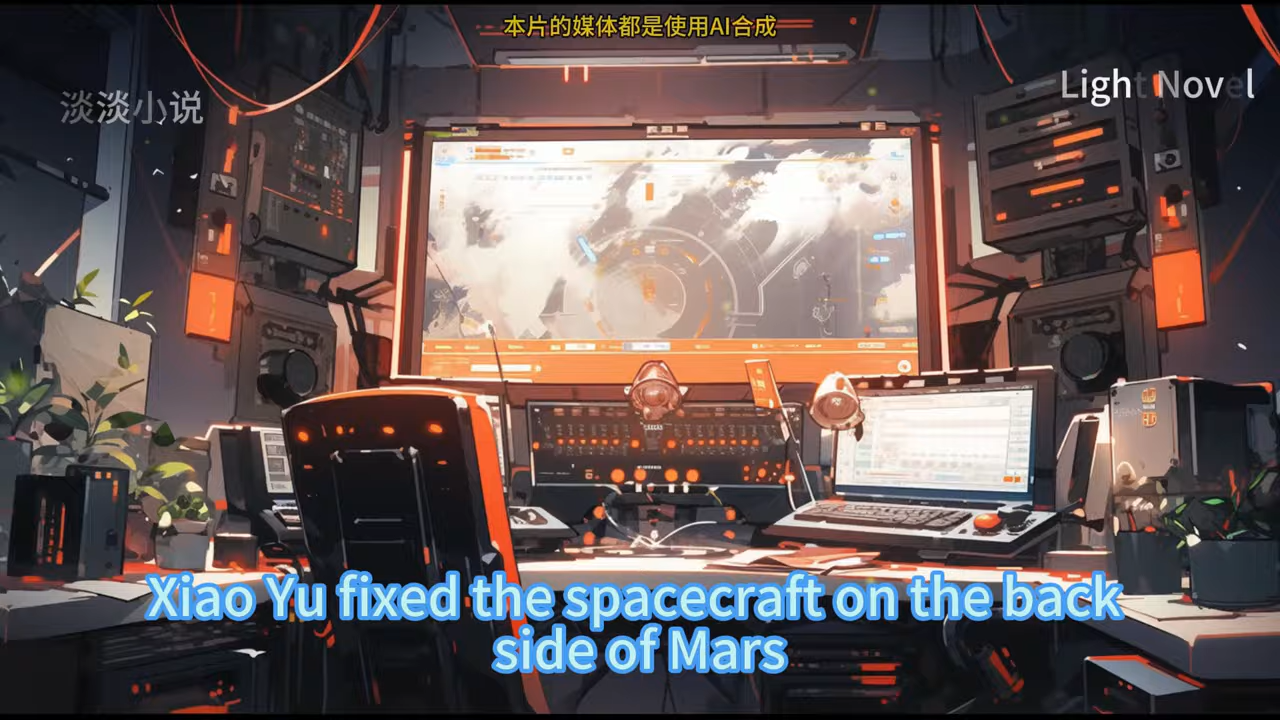 本片的媒体都是使用AI合成
淡淡小说
Light Novel
Xiao Yu fixed the spacecraft on the back
side of Mars